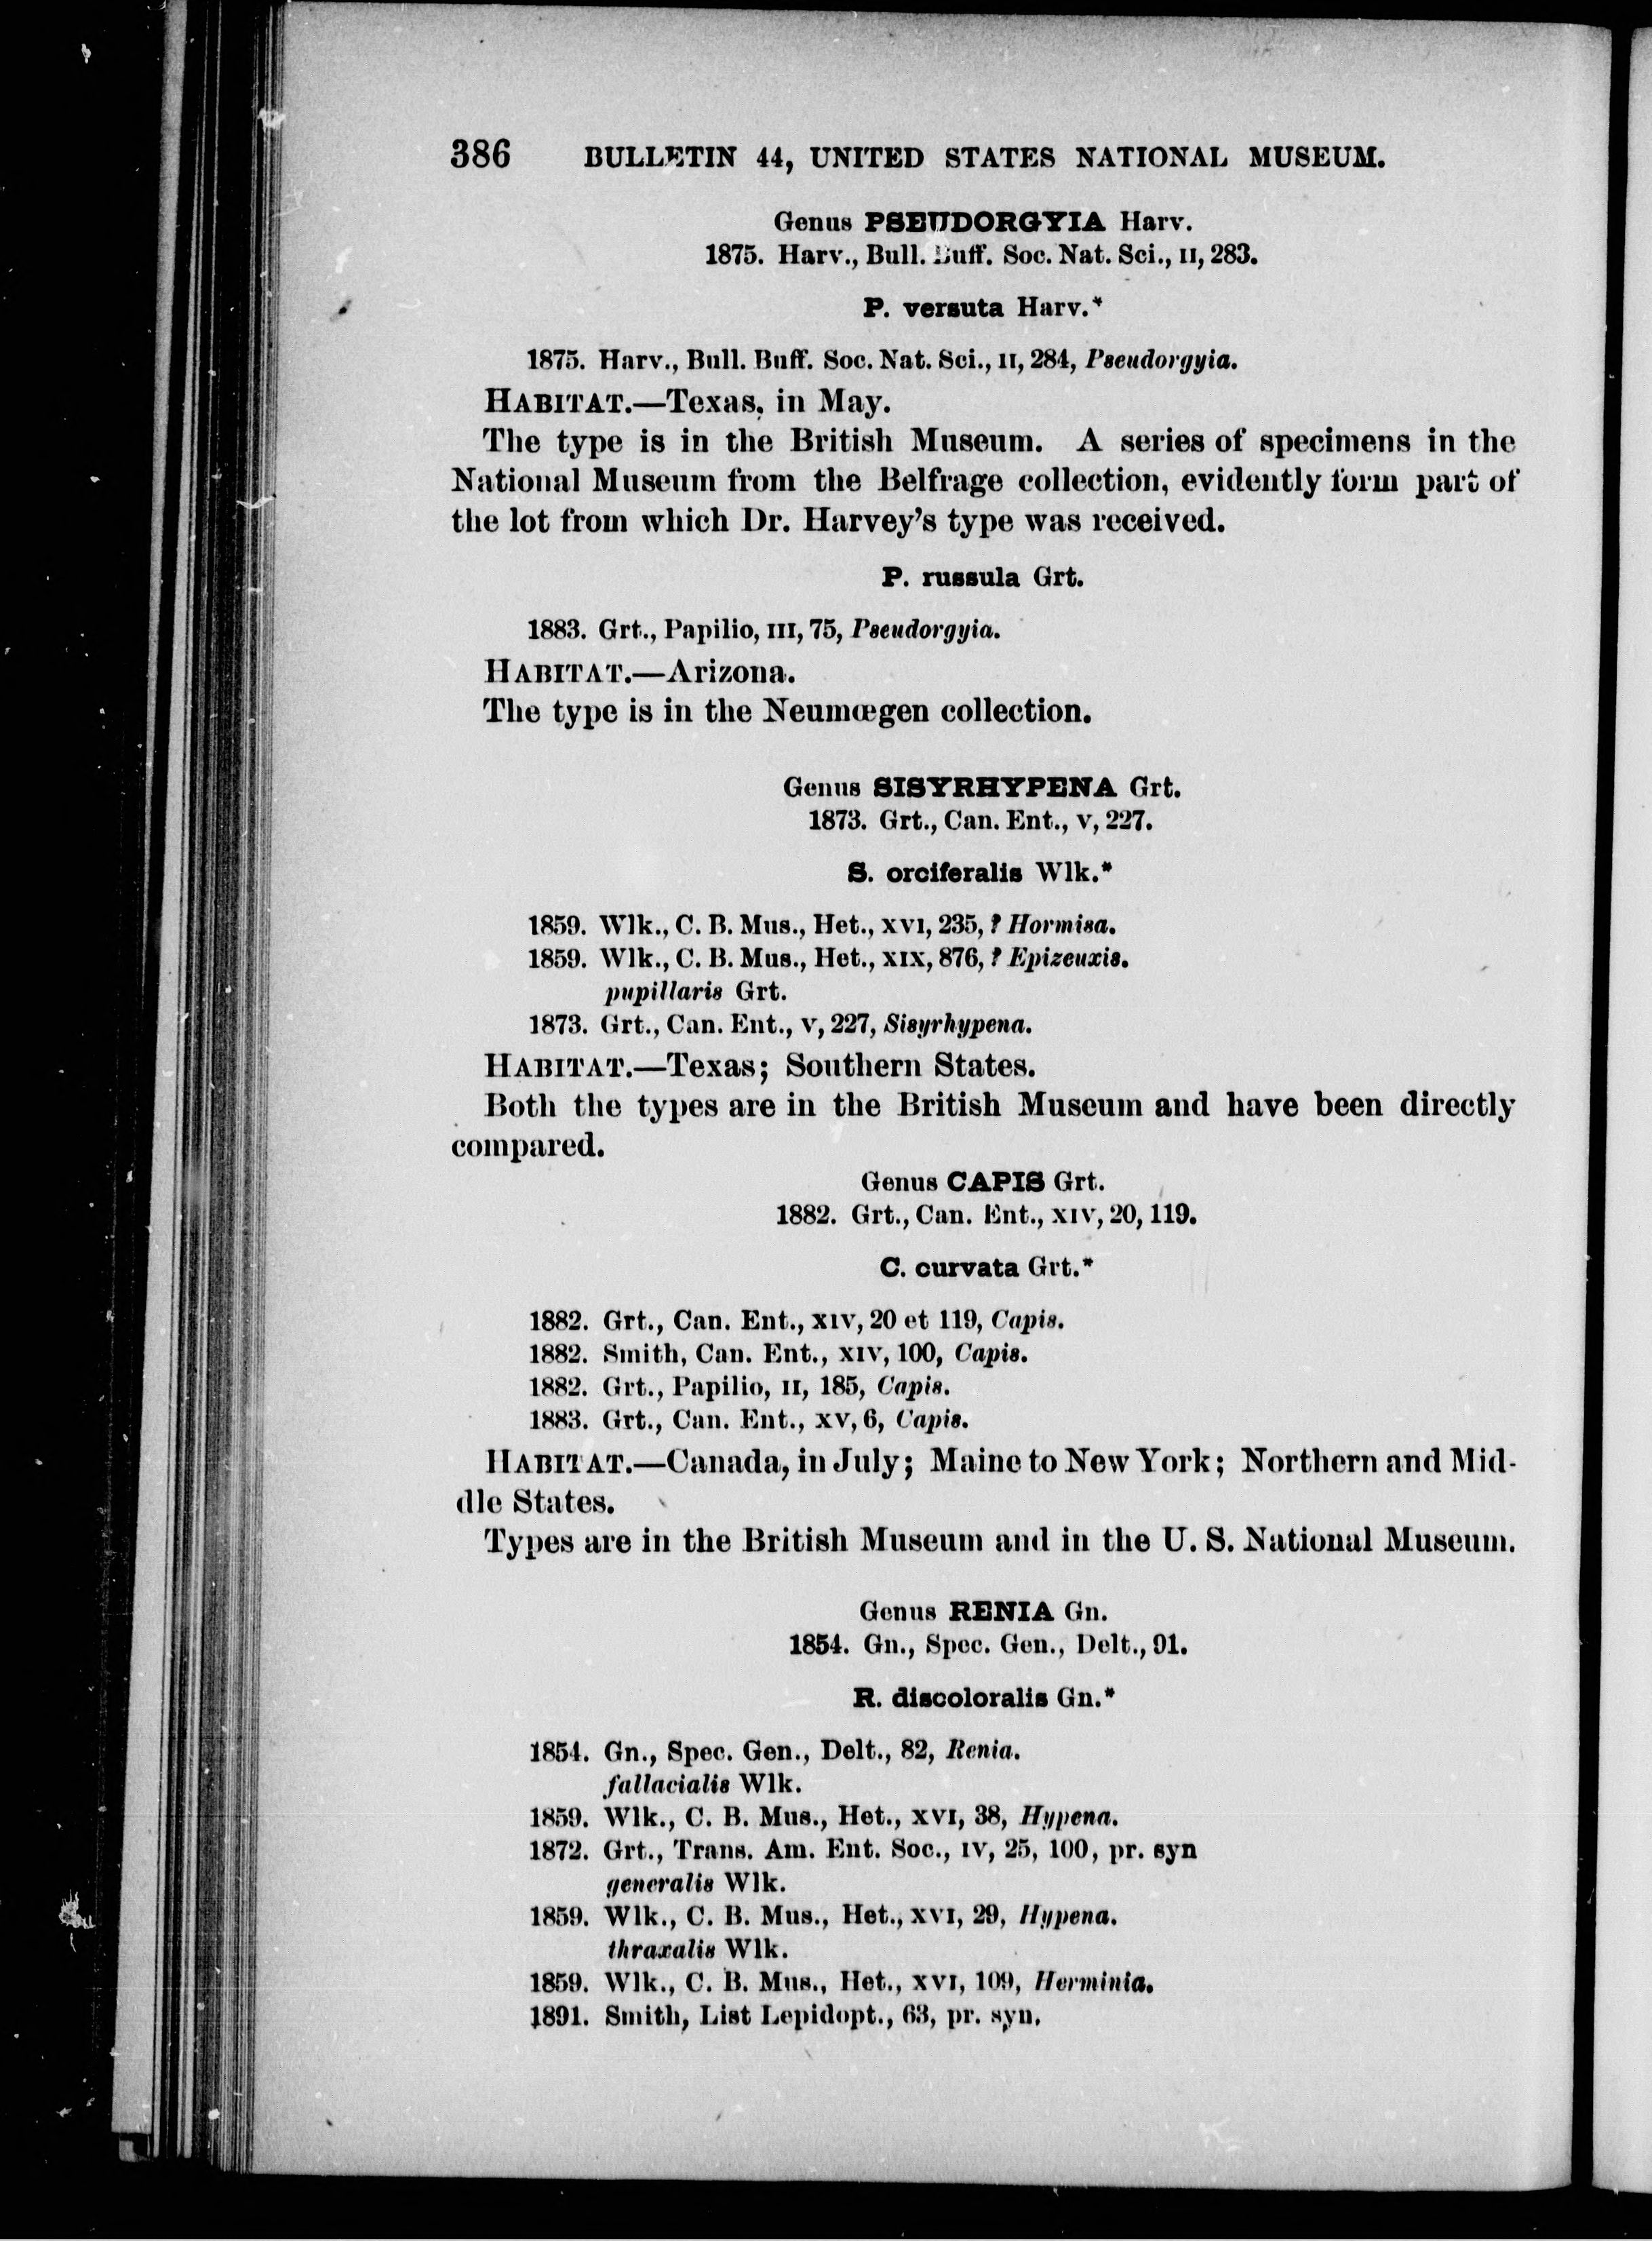 386 BULLETIN 44, UNITED STATES NATIONAL MUSEUM.
Genus PSEUDORGYIA Harv.
1875. Harv., Bull. Buff. Soc. Nat. Sci., II, 283.
P. versuta Harv.*
1875. Harv., Bull. Buff. Soc. Nat. Sci., II, 284, Pseudorgyia.
HABITAT.—Texas, in May.
The type is in the British Museum. A series of specimens in the
National Museum from the Belfrage collection, evidently form part of
the lot from which Dr. Harvey's type was received.
P. russula Grt.
1883. Grt., Papilio, III, 75, Pseudorgyia.
HABITAT.—Arizona.
The type is in the Neumœgen collection.
Genus SISYRHYPENA Grt.
1873. Grt., Can. Ent., V, 227.
S. orciferalis Wlk.*
1859. Wlk., C. B. Mus., Het., XVI, 235, ? Hormisa.
1859. Wlk., C. B. Mus., Het., XIX, 876, ? Epizeuxis.
pupillaris Grt.
1873. Grt., Can. Ent., V, 227, Sisyrhypena.
HABITAT.—Texas; Southern States.
Both the types are in the British Museum and have been directly
compared.
Genus CAPIS Grt.
1882. Grt., Can. Ent., XIV, 20, 119.
C. curvata Grt.*
1882. Grt., Can. Ent., XIV, 20 et 119, Capis.
1882. Smith, Can. Ent., XIV, 100, Capis.
1882. Grt., Papilio, II, 185, Capis.
1883. Grt., Can. Ent., XV, 6, Capis.
HABITAT.—Canada, in July; Maine to New York; Northern and Mid-
dle States.
Types are in the British Museum and in the U. S. National Museum.
Genus RENIA Gn.
1854. Gn., Spec. Gen., Delt., 91.
R. discoloralis Gn.*
1854. Gn., Spec. Gen., Delt., 82, Renia.
fallacialis Wlk.
1859. Wlk., C. B. Mus., Het., XVI, 38, Hypena.
1872. Grt., Trans. Am. Ent. Soc., IV, 25, 100, pr. syn
generalis Wlk.
1859. Wlk., C. B. Mus., Het., XVI, 29, Hypena.
thraxalis Wlk.
1859. Wlk., C. B. Mus., Het., XVI, 109, Herminia.
1891. Smith, List Lepidopt., 63, pr. syn.